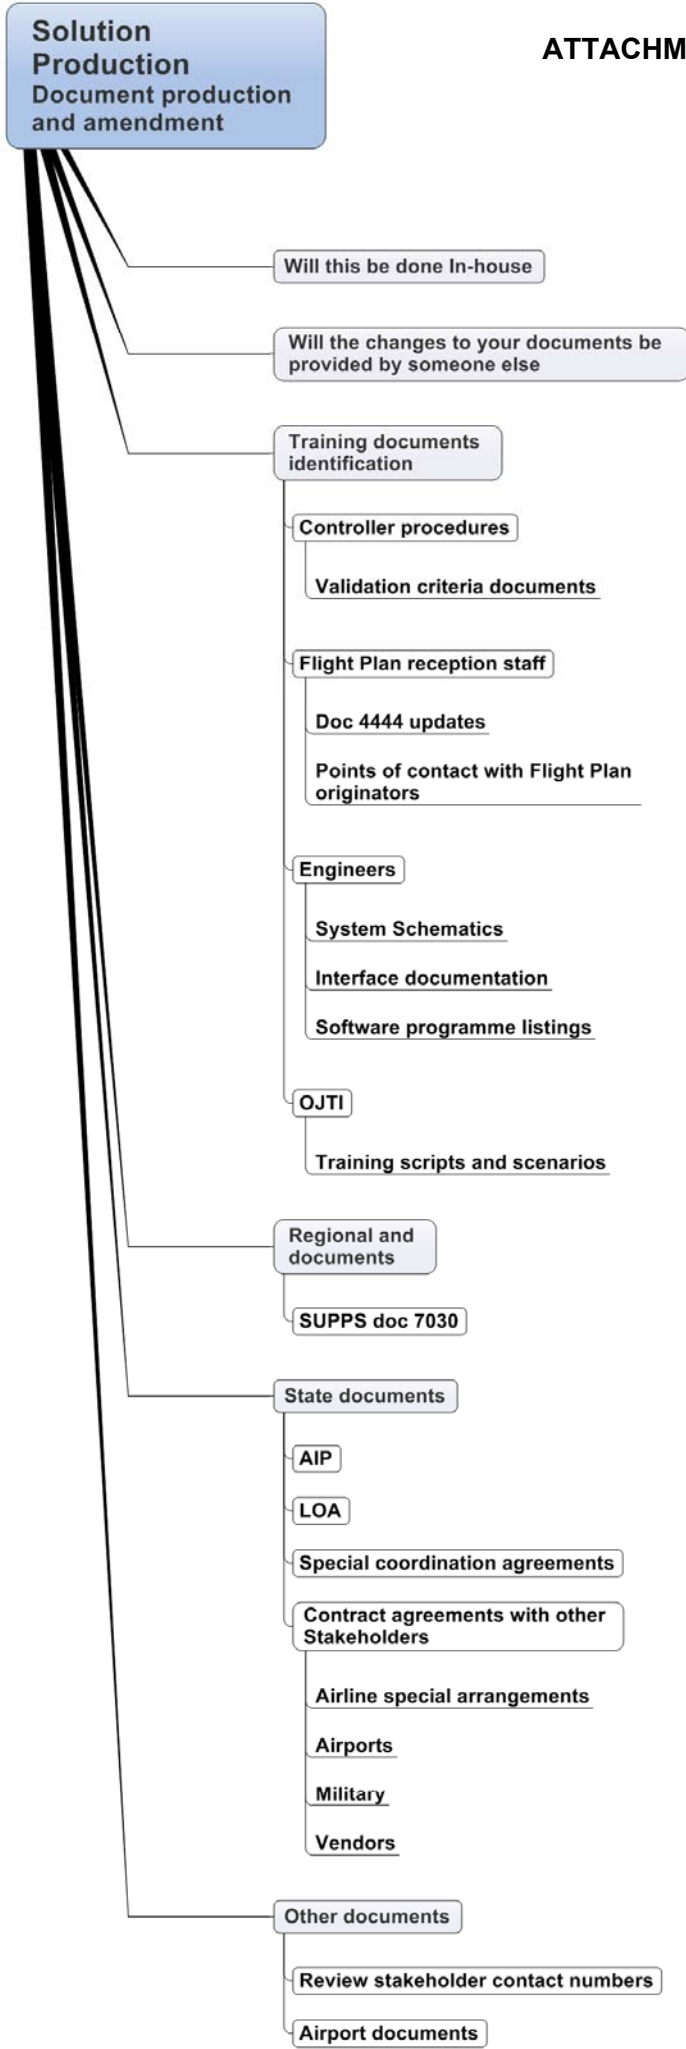 Solution
Production
Document production
and amendment
ATTACHM
Will this be done In-house
Will the changes to your documents be
provided by someone else
Training documents
identification
Controller procedures
Validation criteria documents
Flight Plan reception staff
Doc 4444 updates
Points of contact with Flight Plan
originators
Engineers
System Schematics
Interface documentation
Software programme listings
OJTI
Training scripts and scenarios
Regional and
documents
SUPPS doc 7030
State documents
AIP
LOA
Special coordination agreements
Contract agreements with other
Stakeholders
Airline special arrangements
Airports
Military
Vendors
Other documents
Review stakeholder contact numbers
Airport documents